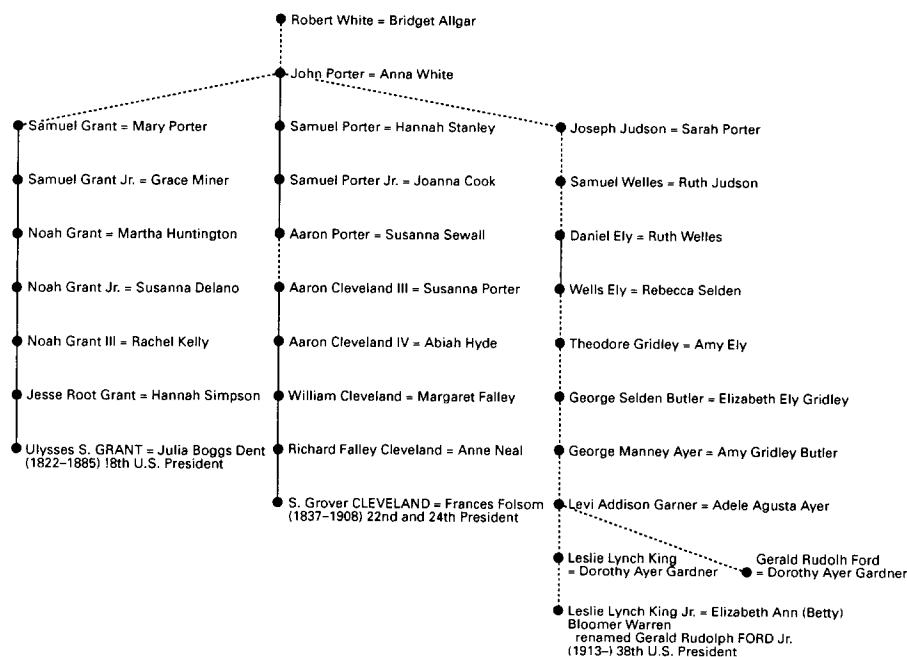 Robert White = Bridget Allgar
John Porter = Anna White
Samuel Grant = Mary Porter
Samuel Grant Jr. = Grace Miner
Noah Grant = Martha Huntington
Noah Grant Jr. = Susanna Delano
Noah Grant III = Rachel Kelly
Jesse Root Grant = Hannah Simpson
Ulysses S. GRANT = Julia Boggs Dent
(1822–1885) !8th U.S. President
Samuel Porter = Hannah Stanley
Samuel Porter Jr. = Joanna Cook
Aaron Porter = Susanna Sewall
Aaron Cleveland III = Susanna Porter
Aaron Cleveland IV = Abiah Hyde
William Cleveland = Margaret Falley
Richard Falley Cleveland = Anne Neal
S. Grover CLEVELAND = Frances Folsom
(1837–1908) 22nd and 24th President
Joseph Judson = Sarah Porter
Samuel Welles = Ruth Judson
Daniel Ely = Ruth Welles
Wells Ely = Rebecca Selden
Theodore Gridley = Amy Ely
George Selden Butler = Elizabeth Ely Gridley
George Manney Ayer = Amy Gridley Butler
Levi Addison Garner = Adele Agusta Ayer
Leslie Lynch King
= Dorothy Ayer Gardner
Gerald Rudolh Ford
= Dorothy Ayer Gardner
Leslie Lynch King Jr. = Elizabeth Ann (Betty)
Bloomer Warren
renamed Gerald Rudolph FORD Jr.
(1913–) 38th U.S. President